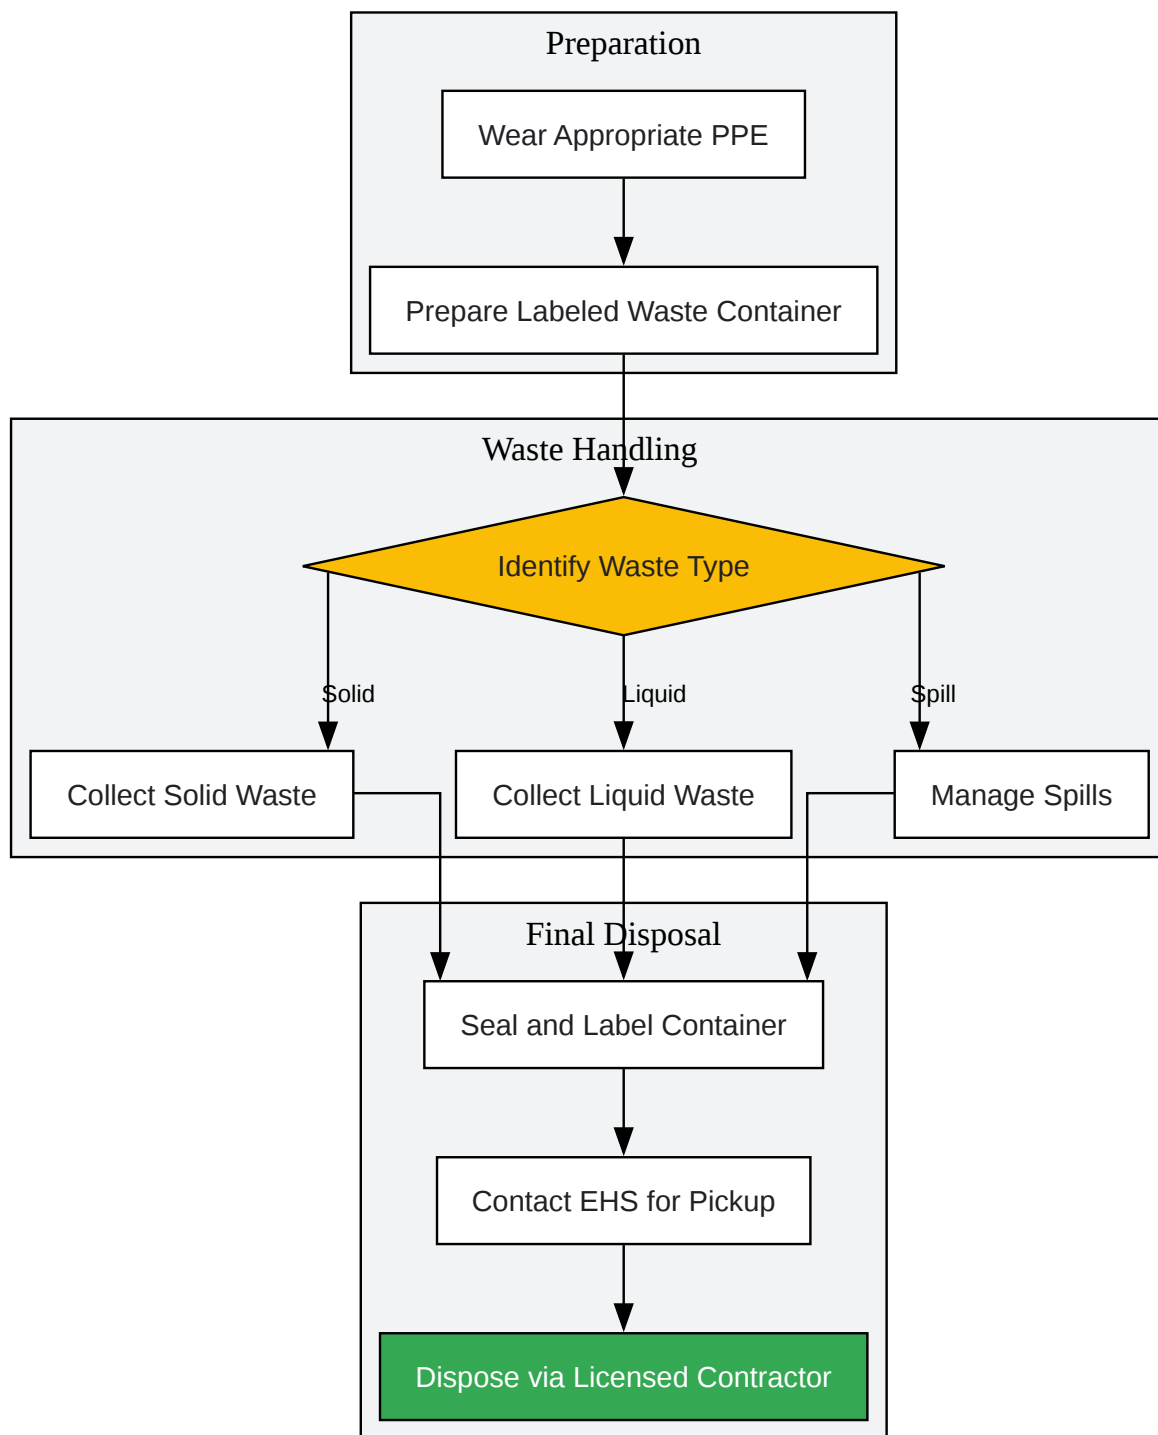 Preparation
Wear Appropriate PPE
Prepare Labeled Waste Container
Waste Handling
Identify Waste Type
Solid
Liquid
Spill
Collect Solid Waste
Collect Liquid Waste
Manage Spills
Final Disposal
Seal and Label Container
Contact EHS for Pickup
Dispose via Licensed Contractor